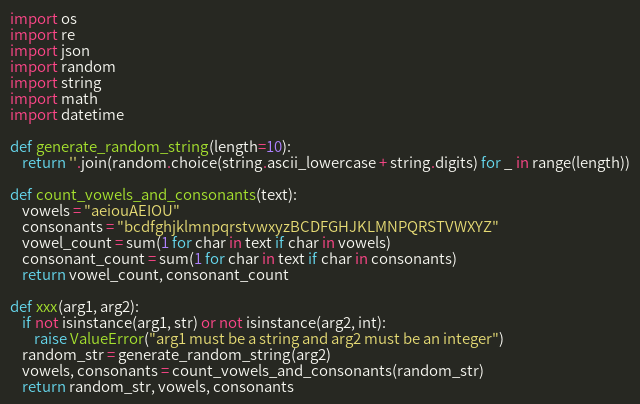 import os
import re
import json
import random
import string
import math
import datetime

def generate_random_string(length=10):
    return ''.join(random.choice(string.ascii_lowercase + string.digits) for _ in range(length))

def count_vowels_and_consonants(text):
    vowels = "aeiouAEIOU"
    consonants = "bcdfghjklmnpqrstvwxyzBCDFGHJKLMNPQRSTVWXYZ"
    vowel_count = sum(1 for char in text if char in vowels)
    consonant_count = sum(1 for char in text if char in consonants)
    return vowel_count, consonant_count

def xxx(arg1, arg2):
    if not isinstance(arg1, str) or not isinstance(arg2, int):
        raise ValueError("arg1 must be a string and arg2 must be an integer")
    random_str = generate_random_string(arg2)
    vowels, consonants = count_vowels_and_consonants(random_str)
    return random_str, vowels, consonants